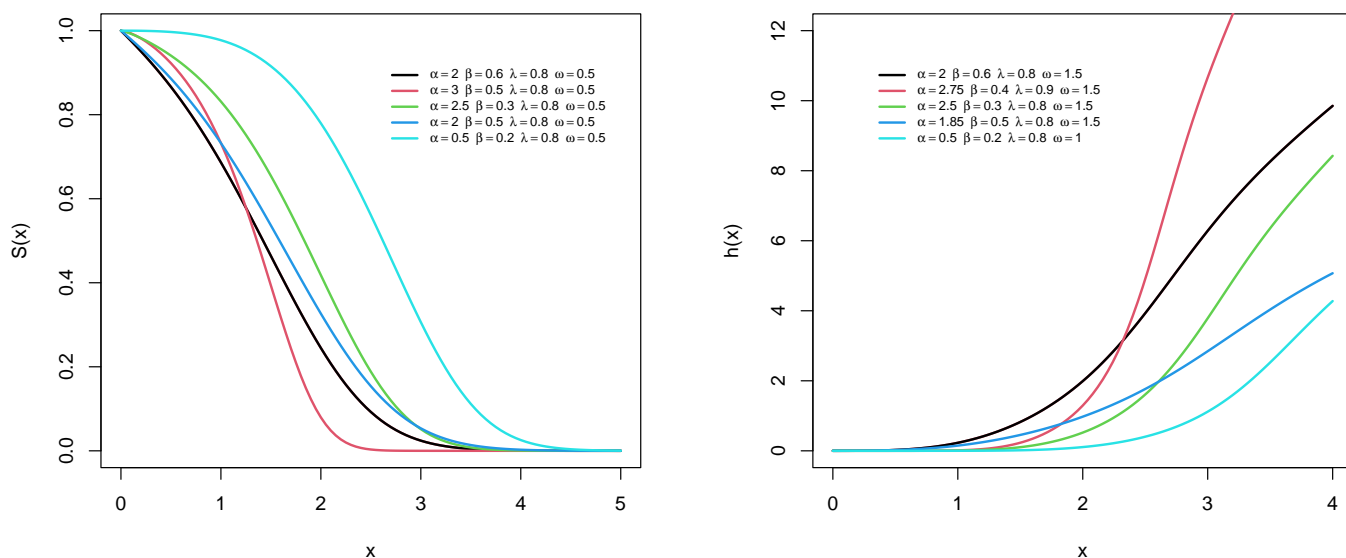 1.0
0.8
0.6
0.4
0.2
0.0
S(x)
α = 2 β = 0.6 λ = 0.8 ω = 0.5
α = 3 β = 0.5 λ = 0.8 ω = 0.5
α = 2.5 β = 0.3 λ = 0.8 ω = 0.5
α = 2 β = 0.5 λ = 0.8 ω = 0.5
α = 0.5 β = 0.2 λ = 0.8 ω = 0.5
0 1 2 3 4 5
x
12
10
8
6
4
2
0
h(x)
α = 2 β = 0.6 λ = 0.8 ω = 1.5
α = 2.75 β = 0.4 λ = 0.9 ω = 1.5
α = 2.5 β = 0.3 λ = 0.8 ω = 1.5
α = 1.85 β = 0.5 λ = 0.8 ω = 1.5
α = 0.5 β = 0.2 λ = 0.8 ω = 1
0 1 2 3 4
x